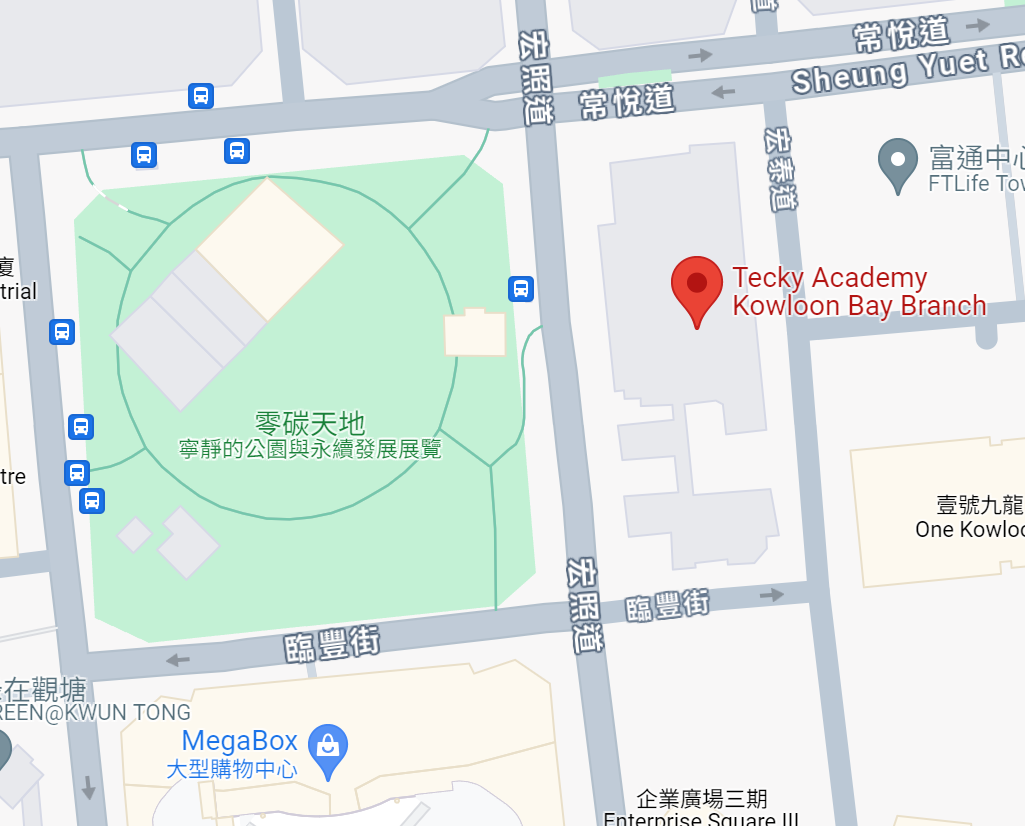 常悅道
宏照道
常悅道
Sheung Yuet R
宏泰道
富通中心
FTLife Tow
廈
trial
Tecky Academy
Kowloon Bay Branch
零碳天地
寧靜的公園與永續發展展覽
tre
壹號九龍
One Kowloo
宏照道
臨豐街
臨豐街
在觀塘
REEN@KWUN TONG
MegaBox
大型購物中心
企業廣場三期
Enterprise Square III